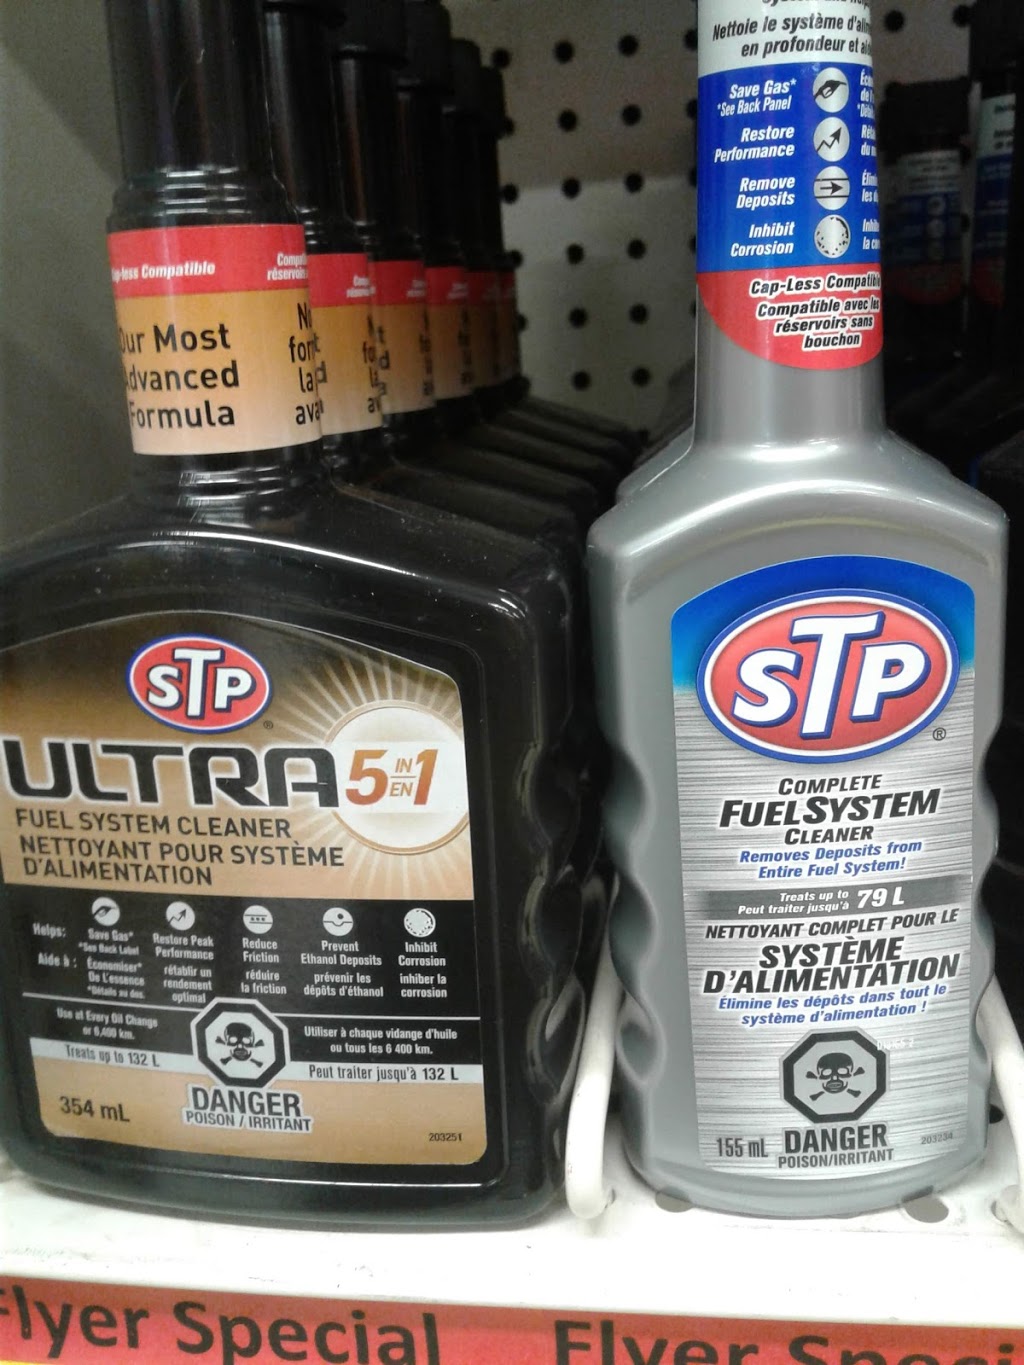 -less Compatible
Our Most
Advanced
Formula
STP
®
ULTRA 5 IN EN 1
FUEL SYSTEM CLEANER
NETTOYANT POUR SYSTÈME
D'ALIMENTATION
Helps:
Aide à :
Save Gas*
*See Back Label
Économiser*
De L'essence
*Détails au dos.
Restore Peak
Performance
rétablir un
rendement
optimal
Reduce
Friction
réduire
la friction
Prevent
Ethanol Deposits
prévenir les
dépôts d'éthanol
Inhibit
Corrosion
inhiber la
corrosion
Use at Every Oil Change
or 6,400 km.
Utiliser à chaque vidange d'huile
ou tous les 6 400 km.
Treats up to 132 L
Peut traiter jusqu'à 132 L
354 mL
DANGER
POISON / IRRITANT
203251
Nettoie le système d'alim
en profondeur et
Save Gas*
*See Back Panel
Restore
Performance
Remove
Deposits
Inhibit
Corrosion
Cap-Less Compatible
Compatible avec les
réservoirs sans
bouchon
STP
®
COMPLETE
FUEL SYSTEM
CLEANER
Removes Deposits from
Entire Fuel System!
Treats up to
Peut traiter jusqu'à 79 L
NETTOYANT COMPLET POUR LE
SYSTÈME
D'ALIMENTATION
Élimine les dépôts dans tout le
système d'alimentation !
155 mL
DANGER
POISON/IRRITANT
203234
Flyer Special
Flyer Speci